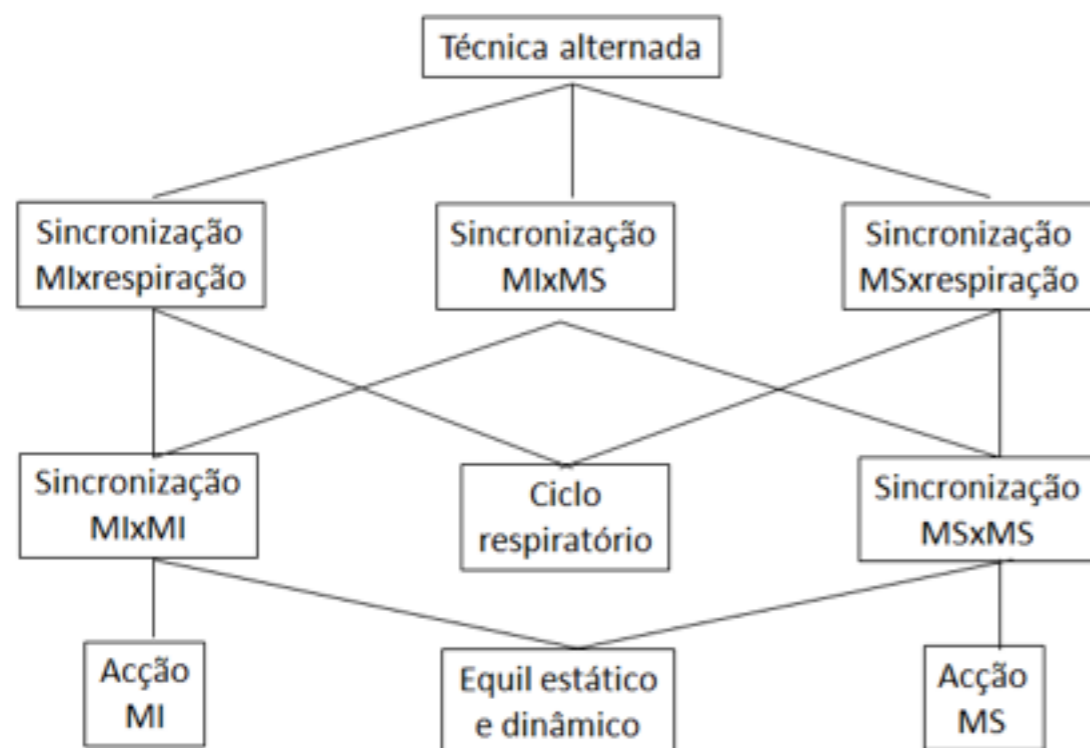 Técnica alternada
Sincronização
MIxrespiração
Sincronização
MIxMS
Sincronização
MSxrespiração
Sincronização
MIxMI
Ciclo
respiratório
Sincronização
MSxMS
Acção
MI
Equil estático
e dinâmico
Acção
MS